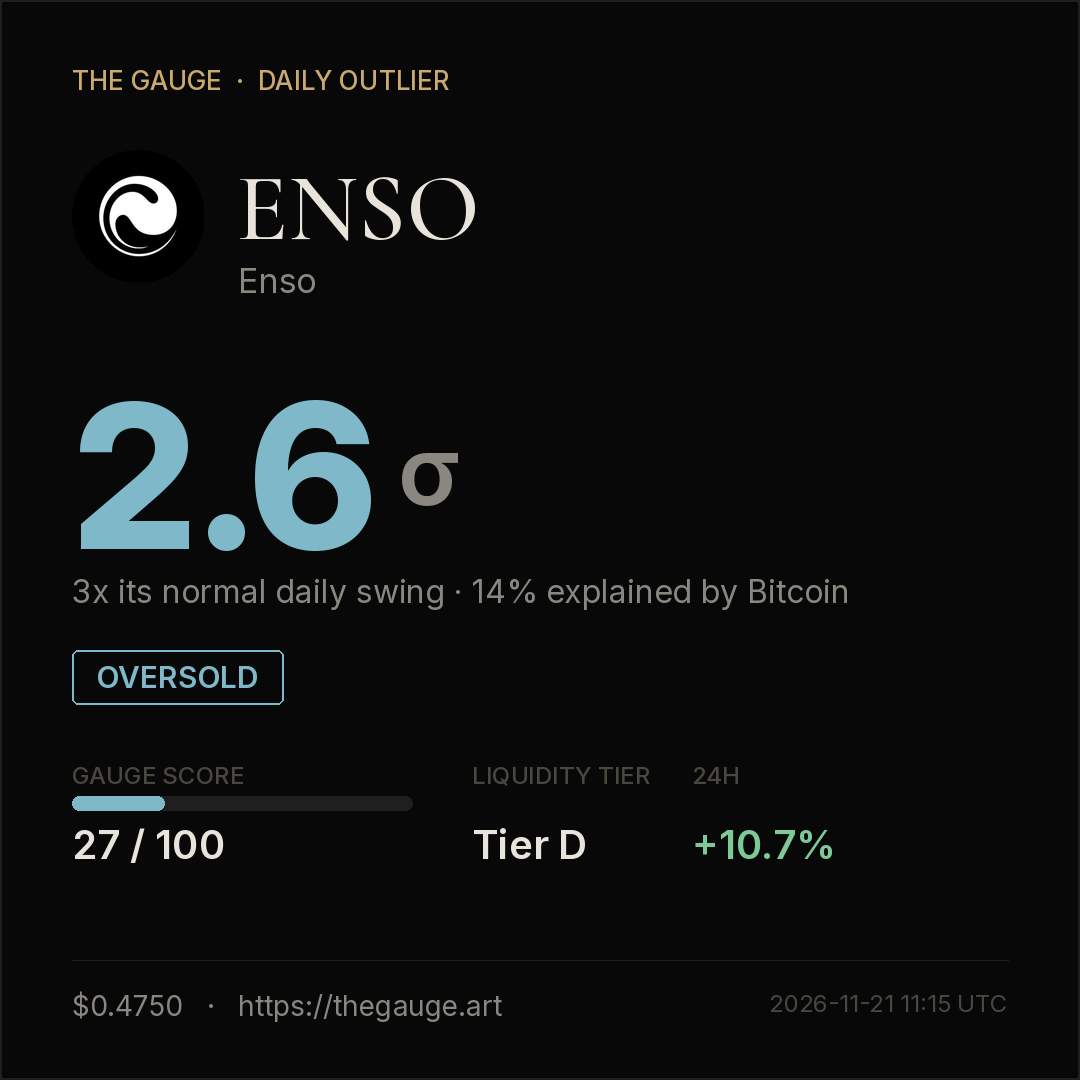 THE GAUGE · DAILY OUTLIER
ENSO
Enso
2.6 σ
3x its normal daily swing · 14% explained by Bitcoin
OVERSOLD
GAUGE SCORE LIQUIDITY TIER 24H
27 / 100 Tier D +10.7%
$0.4750 · https://thegauge.art 2026-11-21 11:15 UTC